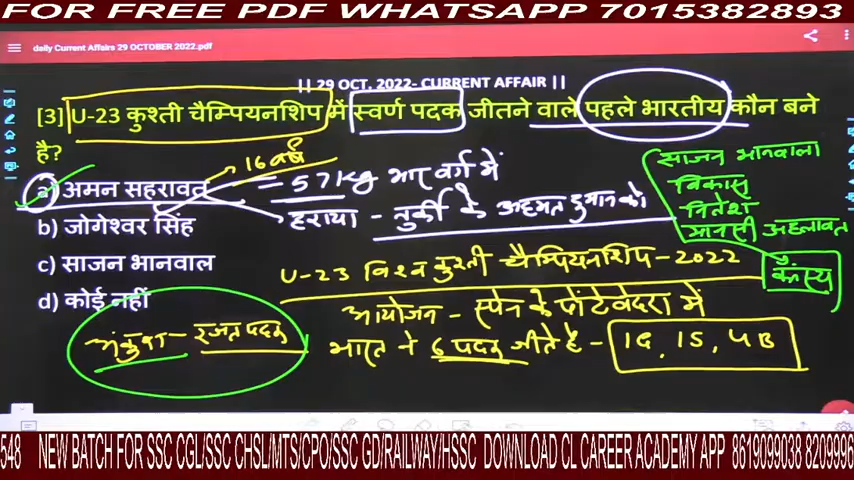 FOR FREE PDF WHATSAPP 7015382893
daily Current Affairs 29 OCTOBER 2022.pdf
|| 29 OCT. 2022- CURRENT AFFAIR ||
[3] U-23 कुश्ती चैम्पियनशिप में स्वर्ण पदक जीतने वाले पहले भारतीय कौन बने
है?
16 वर्ष
a) अमन सहरावत = 57kg भार वर्ग में
हराया - तुर्की के अहमत दुमान को
b) जोगेश्वर सिंह
c) साजन भानवाल
d) कोई नहीं
साजन भानवाला
विकास
नितेश
मानसी अहलावत
कांस्य
U-23 विश्व कुश्ती चैम्पियनशिप-2022
आयोजन - स्पेन के पोंटेवेदरा में
भारत ने 6 पदक जीते है - 1G, 1S, 4B
अंकुश - रजत पदक
548 NEW BATCH FOR SSC CGL/SSC CHSL/MTS/CPO/SSC GD/RAILWAY/HSSC DOWNLOAD CL CAREER ACADEMY APP 8619099038 8209996